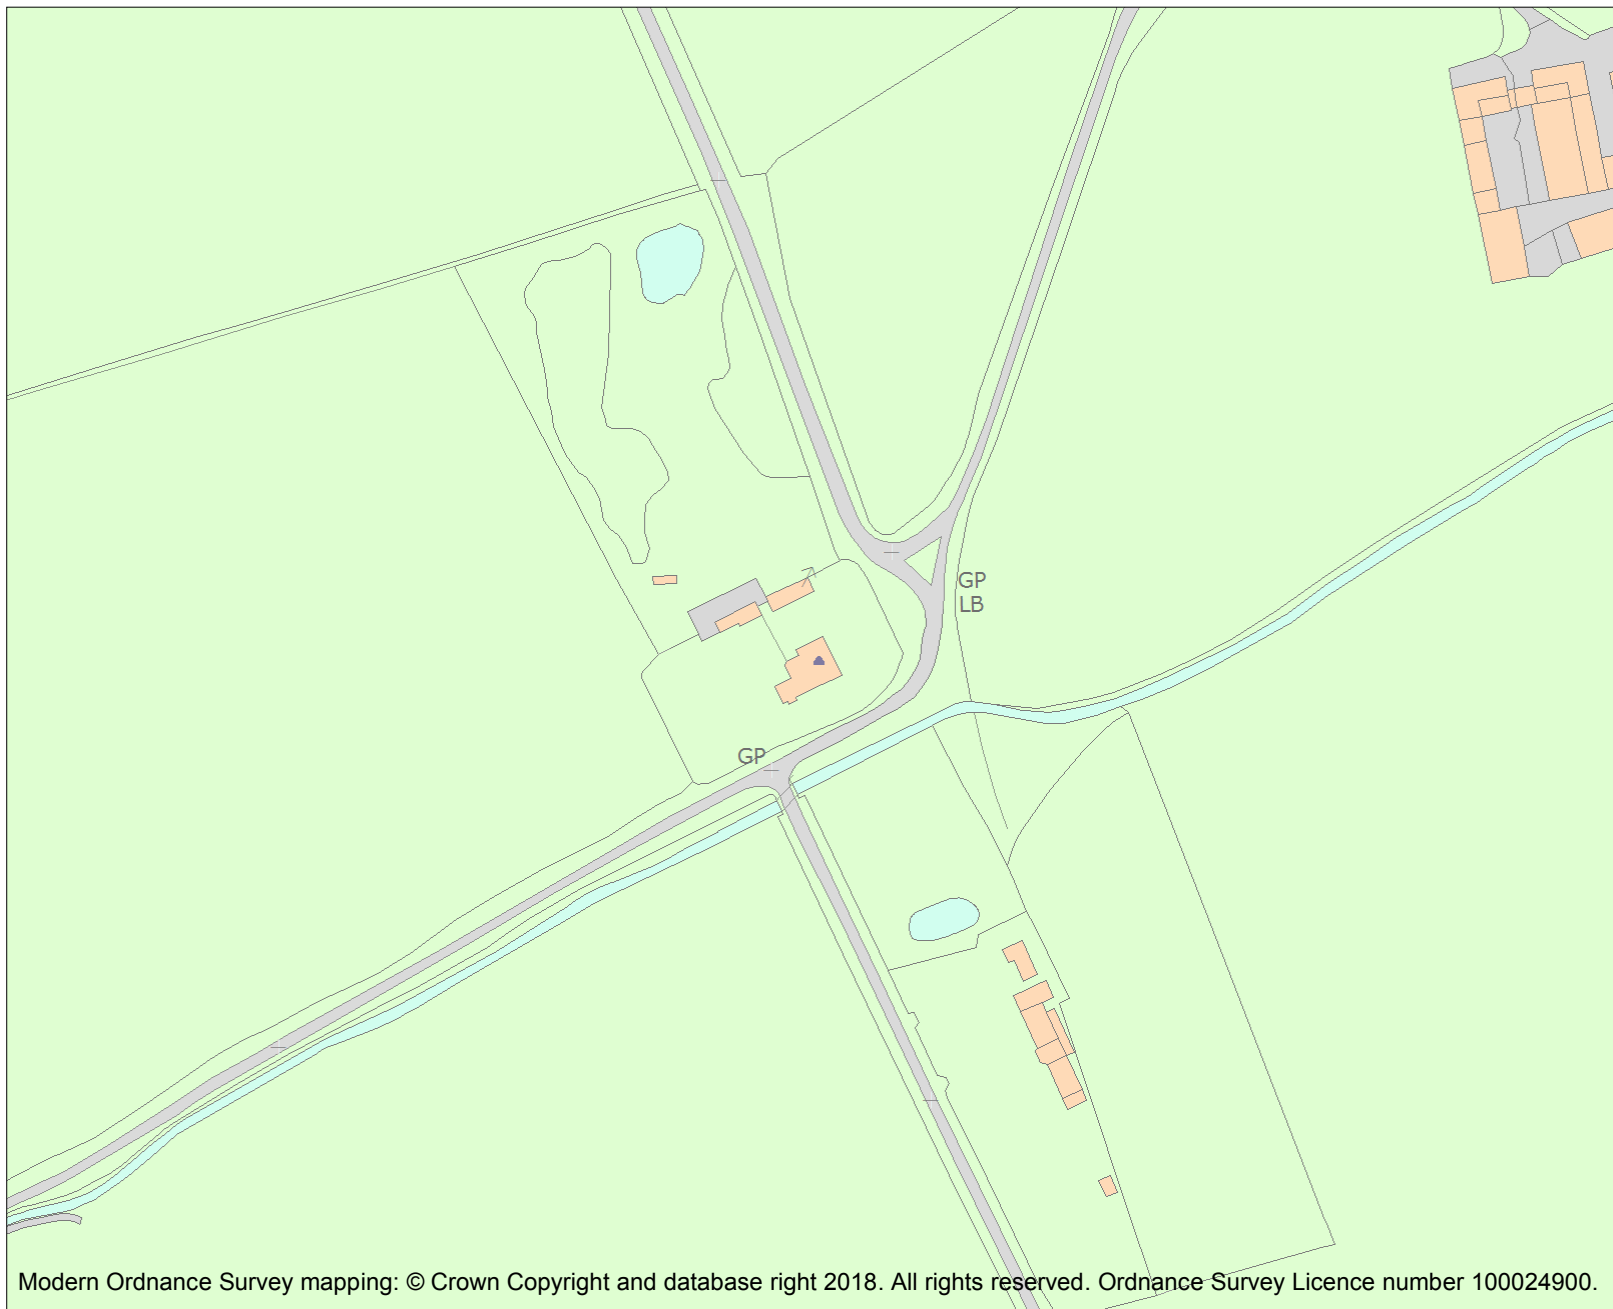 GP
LB
GP
Modern Ordnance Survey mapping: © Crown Copyright and database right 2018. All rights reserved. Ordnance Survey Licence number 100024900.